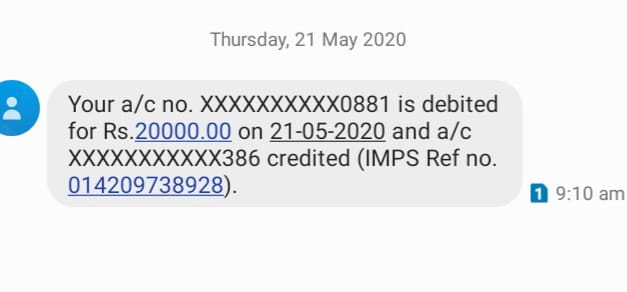 Thursday, 21 May 2020
Your a/c no. XXXXXXXXXX0881 is debited
for Rs.20000.00 on 21-05-2020 and a/c
XXXXXXXXXXX386 credited (IMPS Ref no.
014209738928).
1 9:10 am